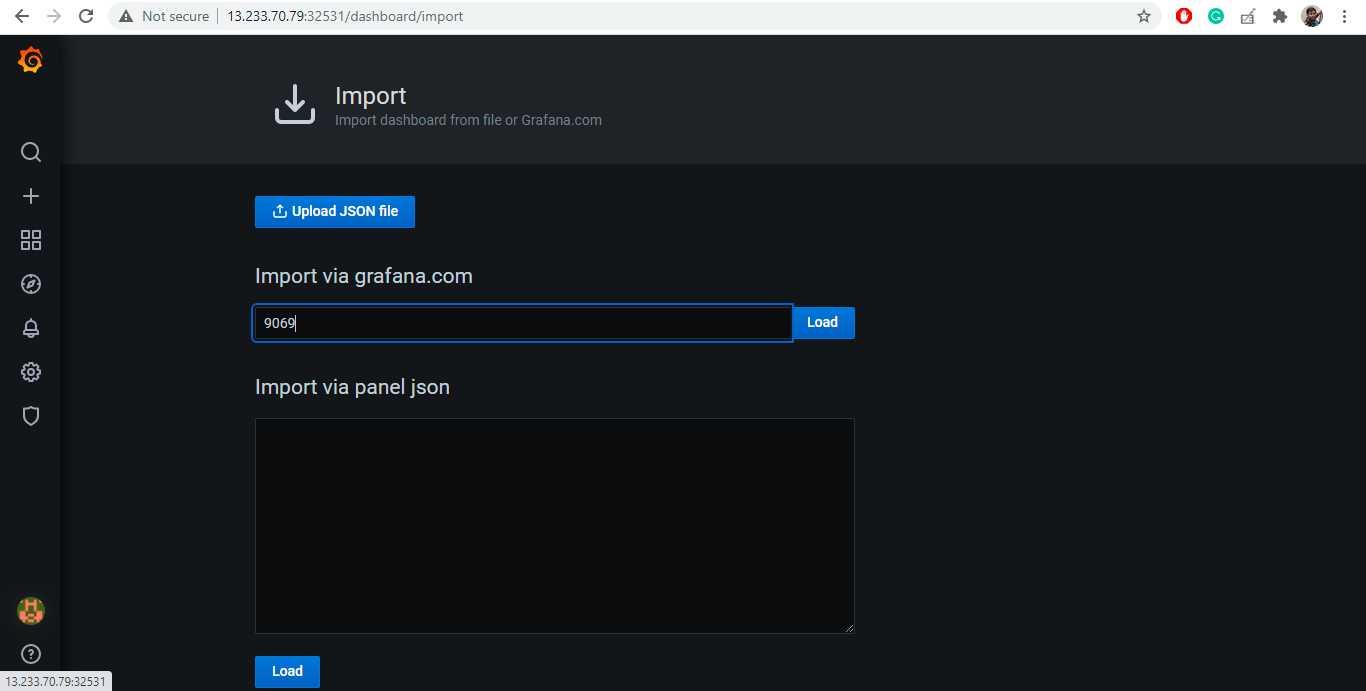 Not secure
13.233.70.79:32531/dashboard/import
Import
Import dashboard from file or Grafana.com
Upload JSON file
Import via grafana.com
9069
Load
Import via panel json
Load
13.233.70.79:32531